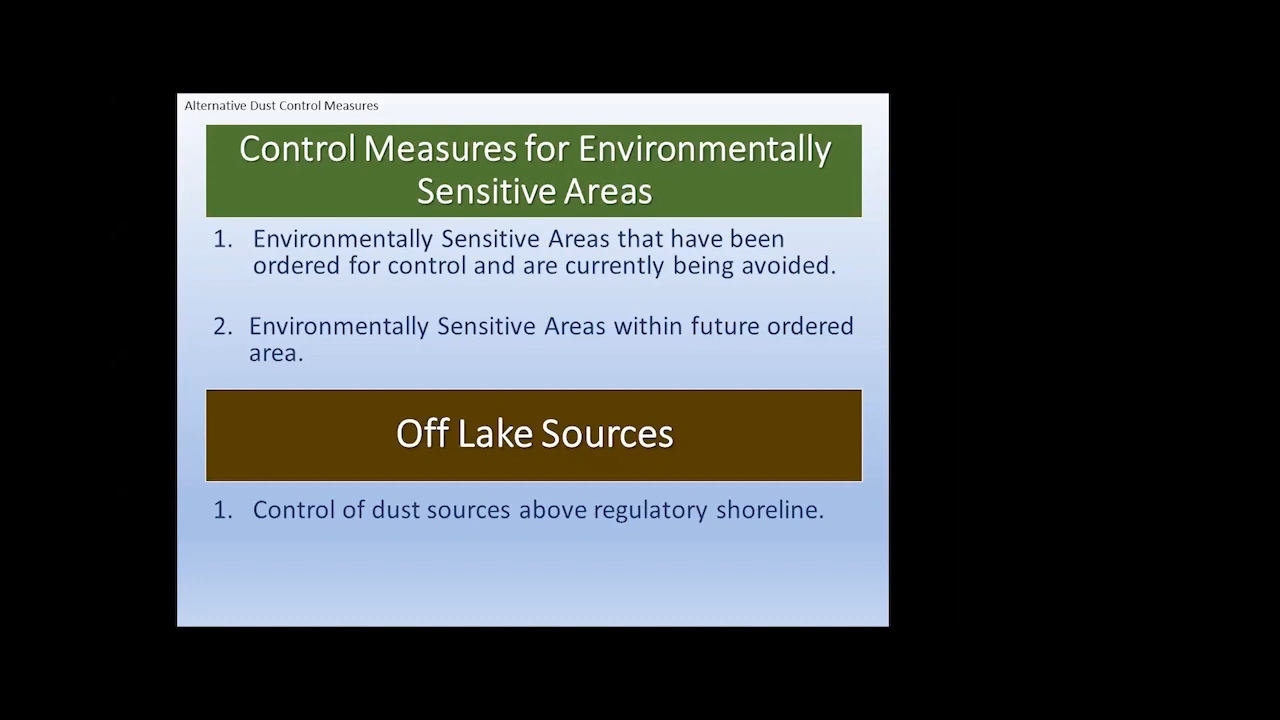 Alternative Dust Control Measures
Control Measures for Environmentally
Sensitive Areas
1. Environmentally Sensitive Areas that have been
ordered for control and are currently being avoided.
2. Environmentally Sensitive Areas within future ordered
area.
Off Lake Sources
1. Control of dust sources above regulatory shoreline.